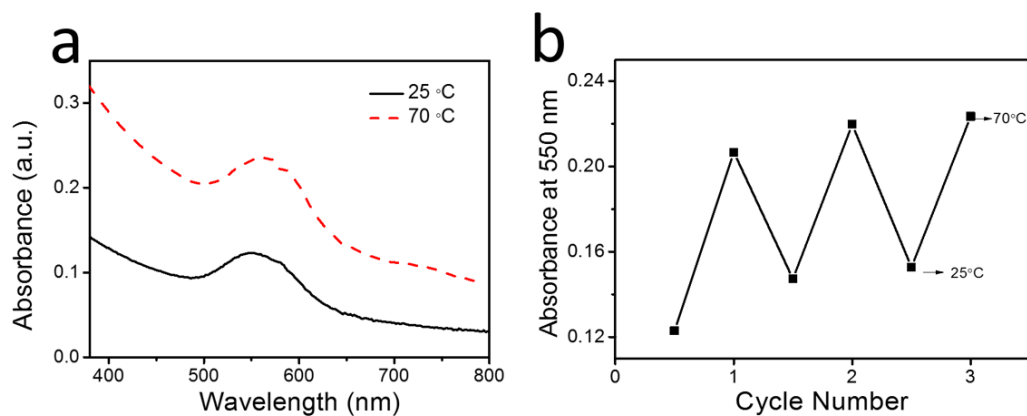 a
Absorbance (a.u.)
0.3
0.2
0.1
0.0
25 °C
70 °C
400 500 600 700 800
Wavelength (nm)
b
Absorbance at 550 nm
0.24
0.20
0.16
0.12
70°C
25°C
0 1 2 3
Cycle Number